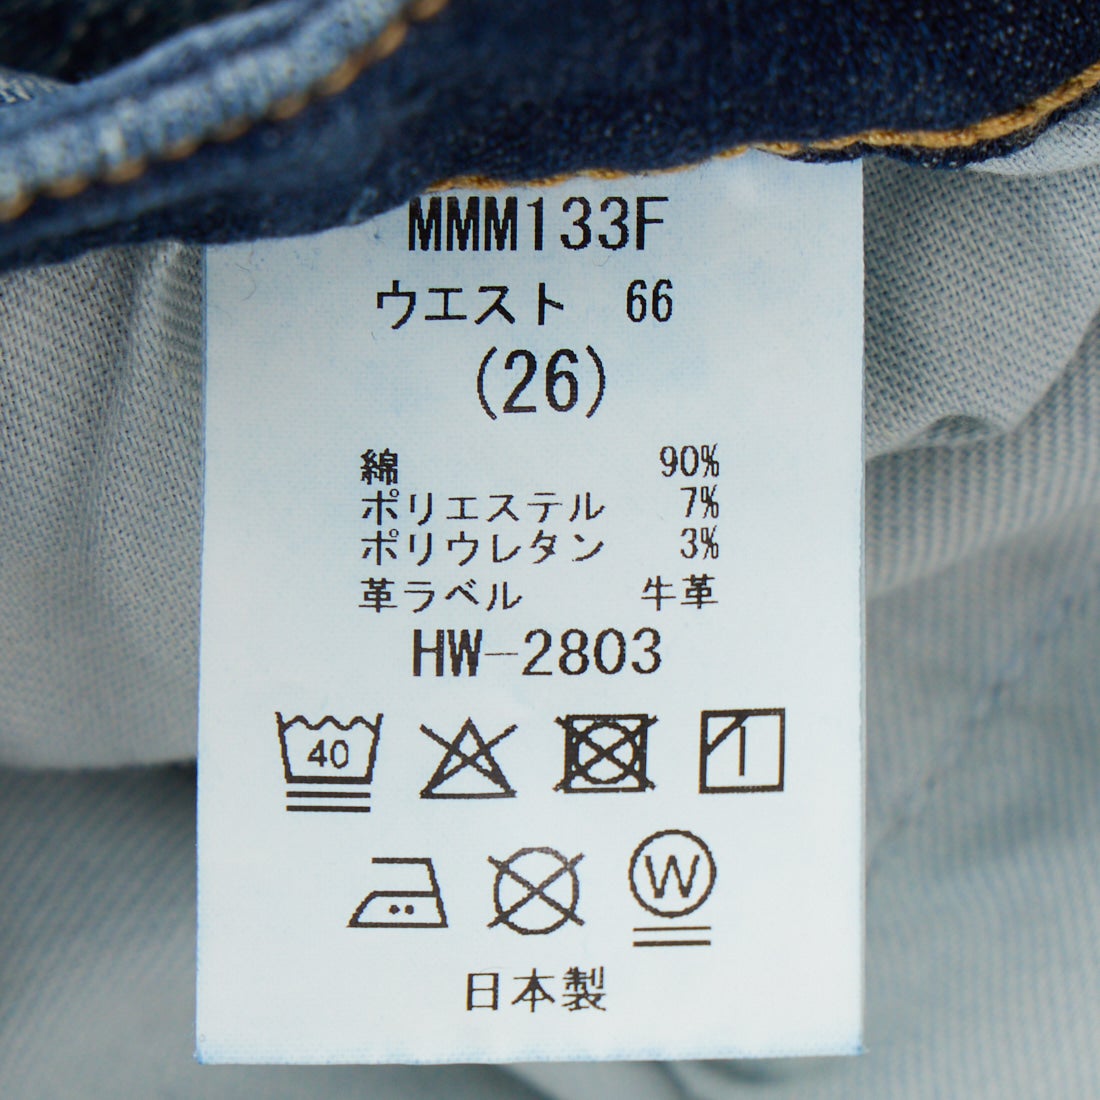 MMM133F
ウエスト 66
(26)
綿 90%
ポリエステル 7%
ポリウレタン 3%
革ラベル 牛革
HW-2803
40
W
日本製